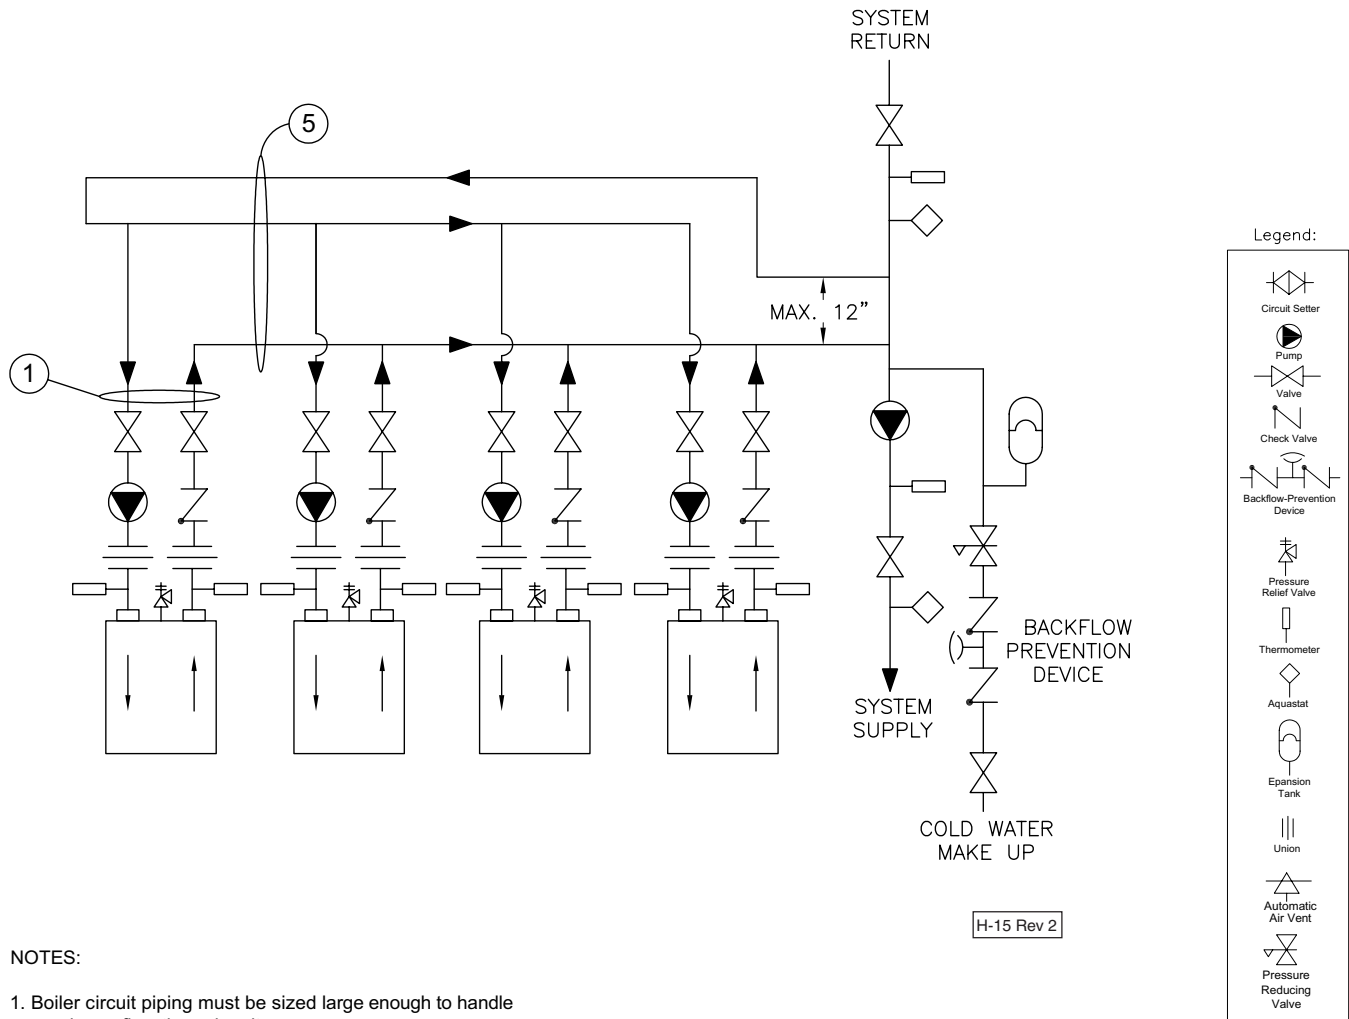 SYSTEM
RETURN
5
MAX. 12"
1
BACKFLOW
PREVENTION
DEVICE
SYSTEM
SUPPLY
COLD WATER
MAKE UP
H-15 Rev 2
Legend:
Circuit Setter
Pump
Valve
Check Valve
Backflow-Prevention
Device
Pressure
Relief Valve
Thermometer
Aquastat
Epansion
Tank
Union
Automatic
Air Vent
Pressure
Reducing
Valve
NOTES:
1. Boiler circuit piping must be sized large enough to handle